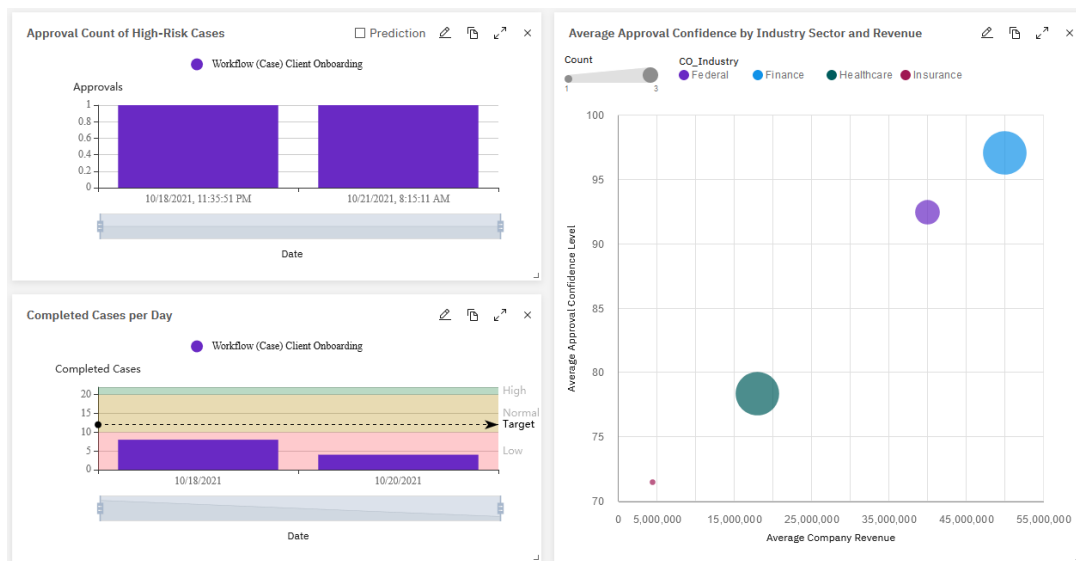 Approval Count of High-Risk Cases
Prediction
Workflow (Case) Client Onboarding
Approvals
1
0.8
0.6
0.4
0.2
0
10/18/2021, 11:35:51 PM
10/21/2021, 8:15:11 AM
Date
Completed Cases per Day
Workflow (Case) Client Onboarding
Completed Cases
20
15
10
5
0
High
Normal
Target
Low
10/18/2021
10/20/2021
Date
Average Approval Confidence by Industry Sector and Revenue
Count
1
3
CO_Industry
Federal
Finance
Healthcare
Insurance
Average Approval Confidence Level
100
95
90
85
80
75
70
0
5,000,000
15,000,000
25,000,000
35,000,000
45,000,000
55,000,000
Average Company Revenue